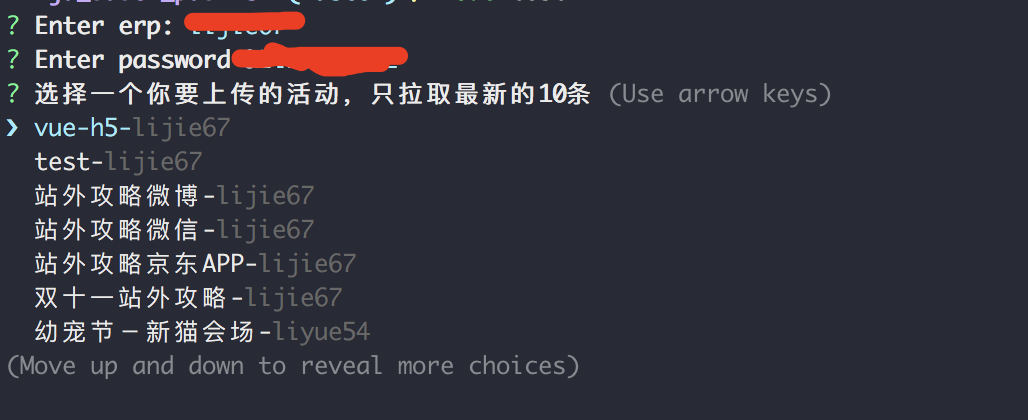 ? Enter erp:
? Enter password
? 选择一个你要上传的活动，只拉取最新的10条 (Use arrow keys)
❯ vue-h5-lijie67
test-lijie67
站外攻略微博-lijie67
站外攻略微信-lijie67
站外攻略京东APP-lijie67
双十一站外攻略-lijie67
幼宠节－新猫会场-liyue54
(Move up and down to reveal more choices)